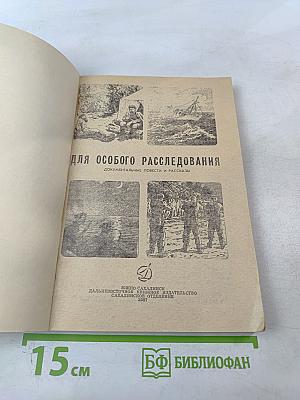 ДЛЯ ОСОБОГО РАССЛЕДОВАНИЯ
ДОКУМЕНТАЛЬНЫЕ ПОВЕСТИ И РАССКАЗЫ
ЮЖНО-САХАЛИНСК
ДАЛЬНЕВОСТОЧНОЕ КНИЖНОЕ ИЗДАТЕЛЬСТВО
САХАЛИНСКОЕ ОТДЕЛЕНИЕ
15 см
БФ БИБЛИОФАН